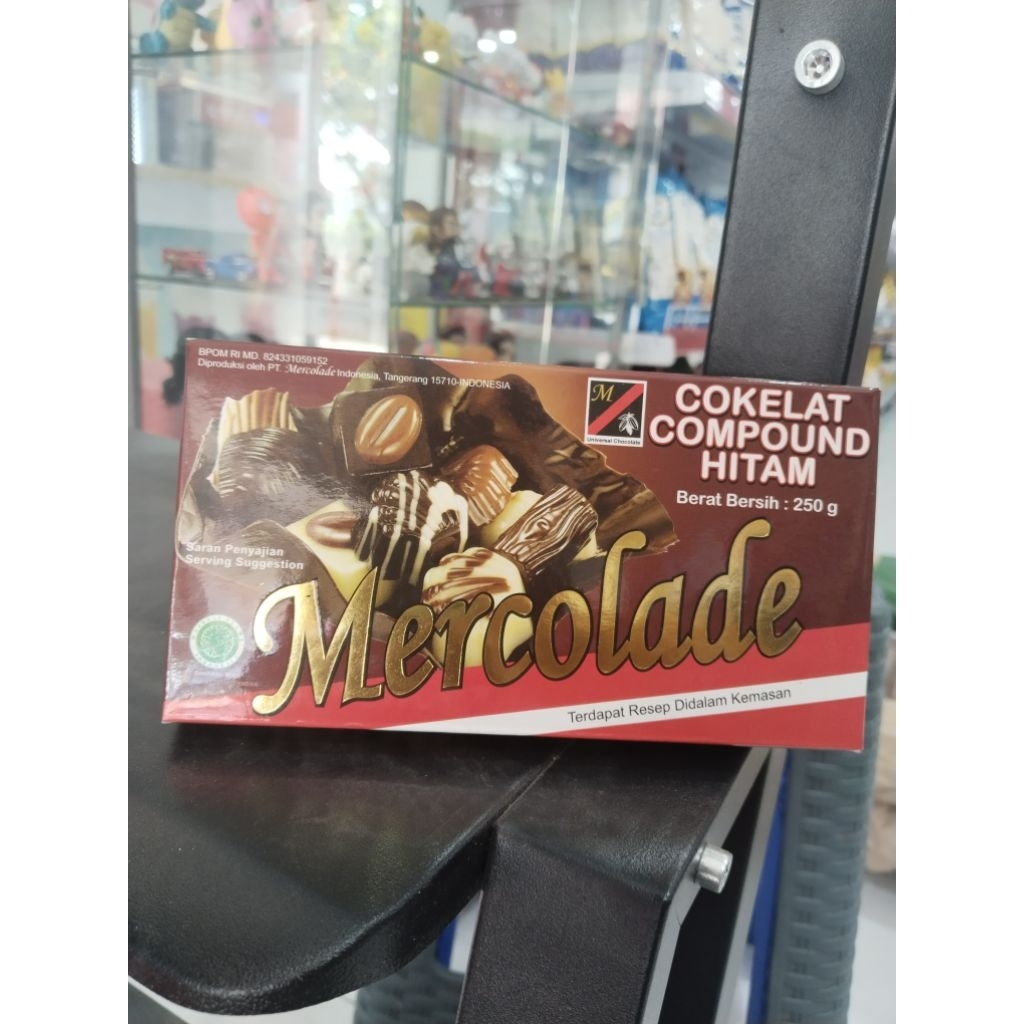 BPOM RI MD. 824331059152
Diproduksi oleh PT. Mercolade Indonesia, Tangerang 15710-INDONESIA
M
Universal Chocolate
COKELAT
COMPOUND
HITAM
Berat Bersih : 250 g
Saran Penyajian
Serving Suggestion
Mercolade
Terdapat Resep Didalam Kemasan